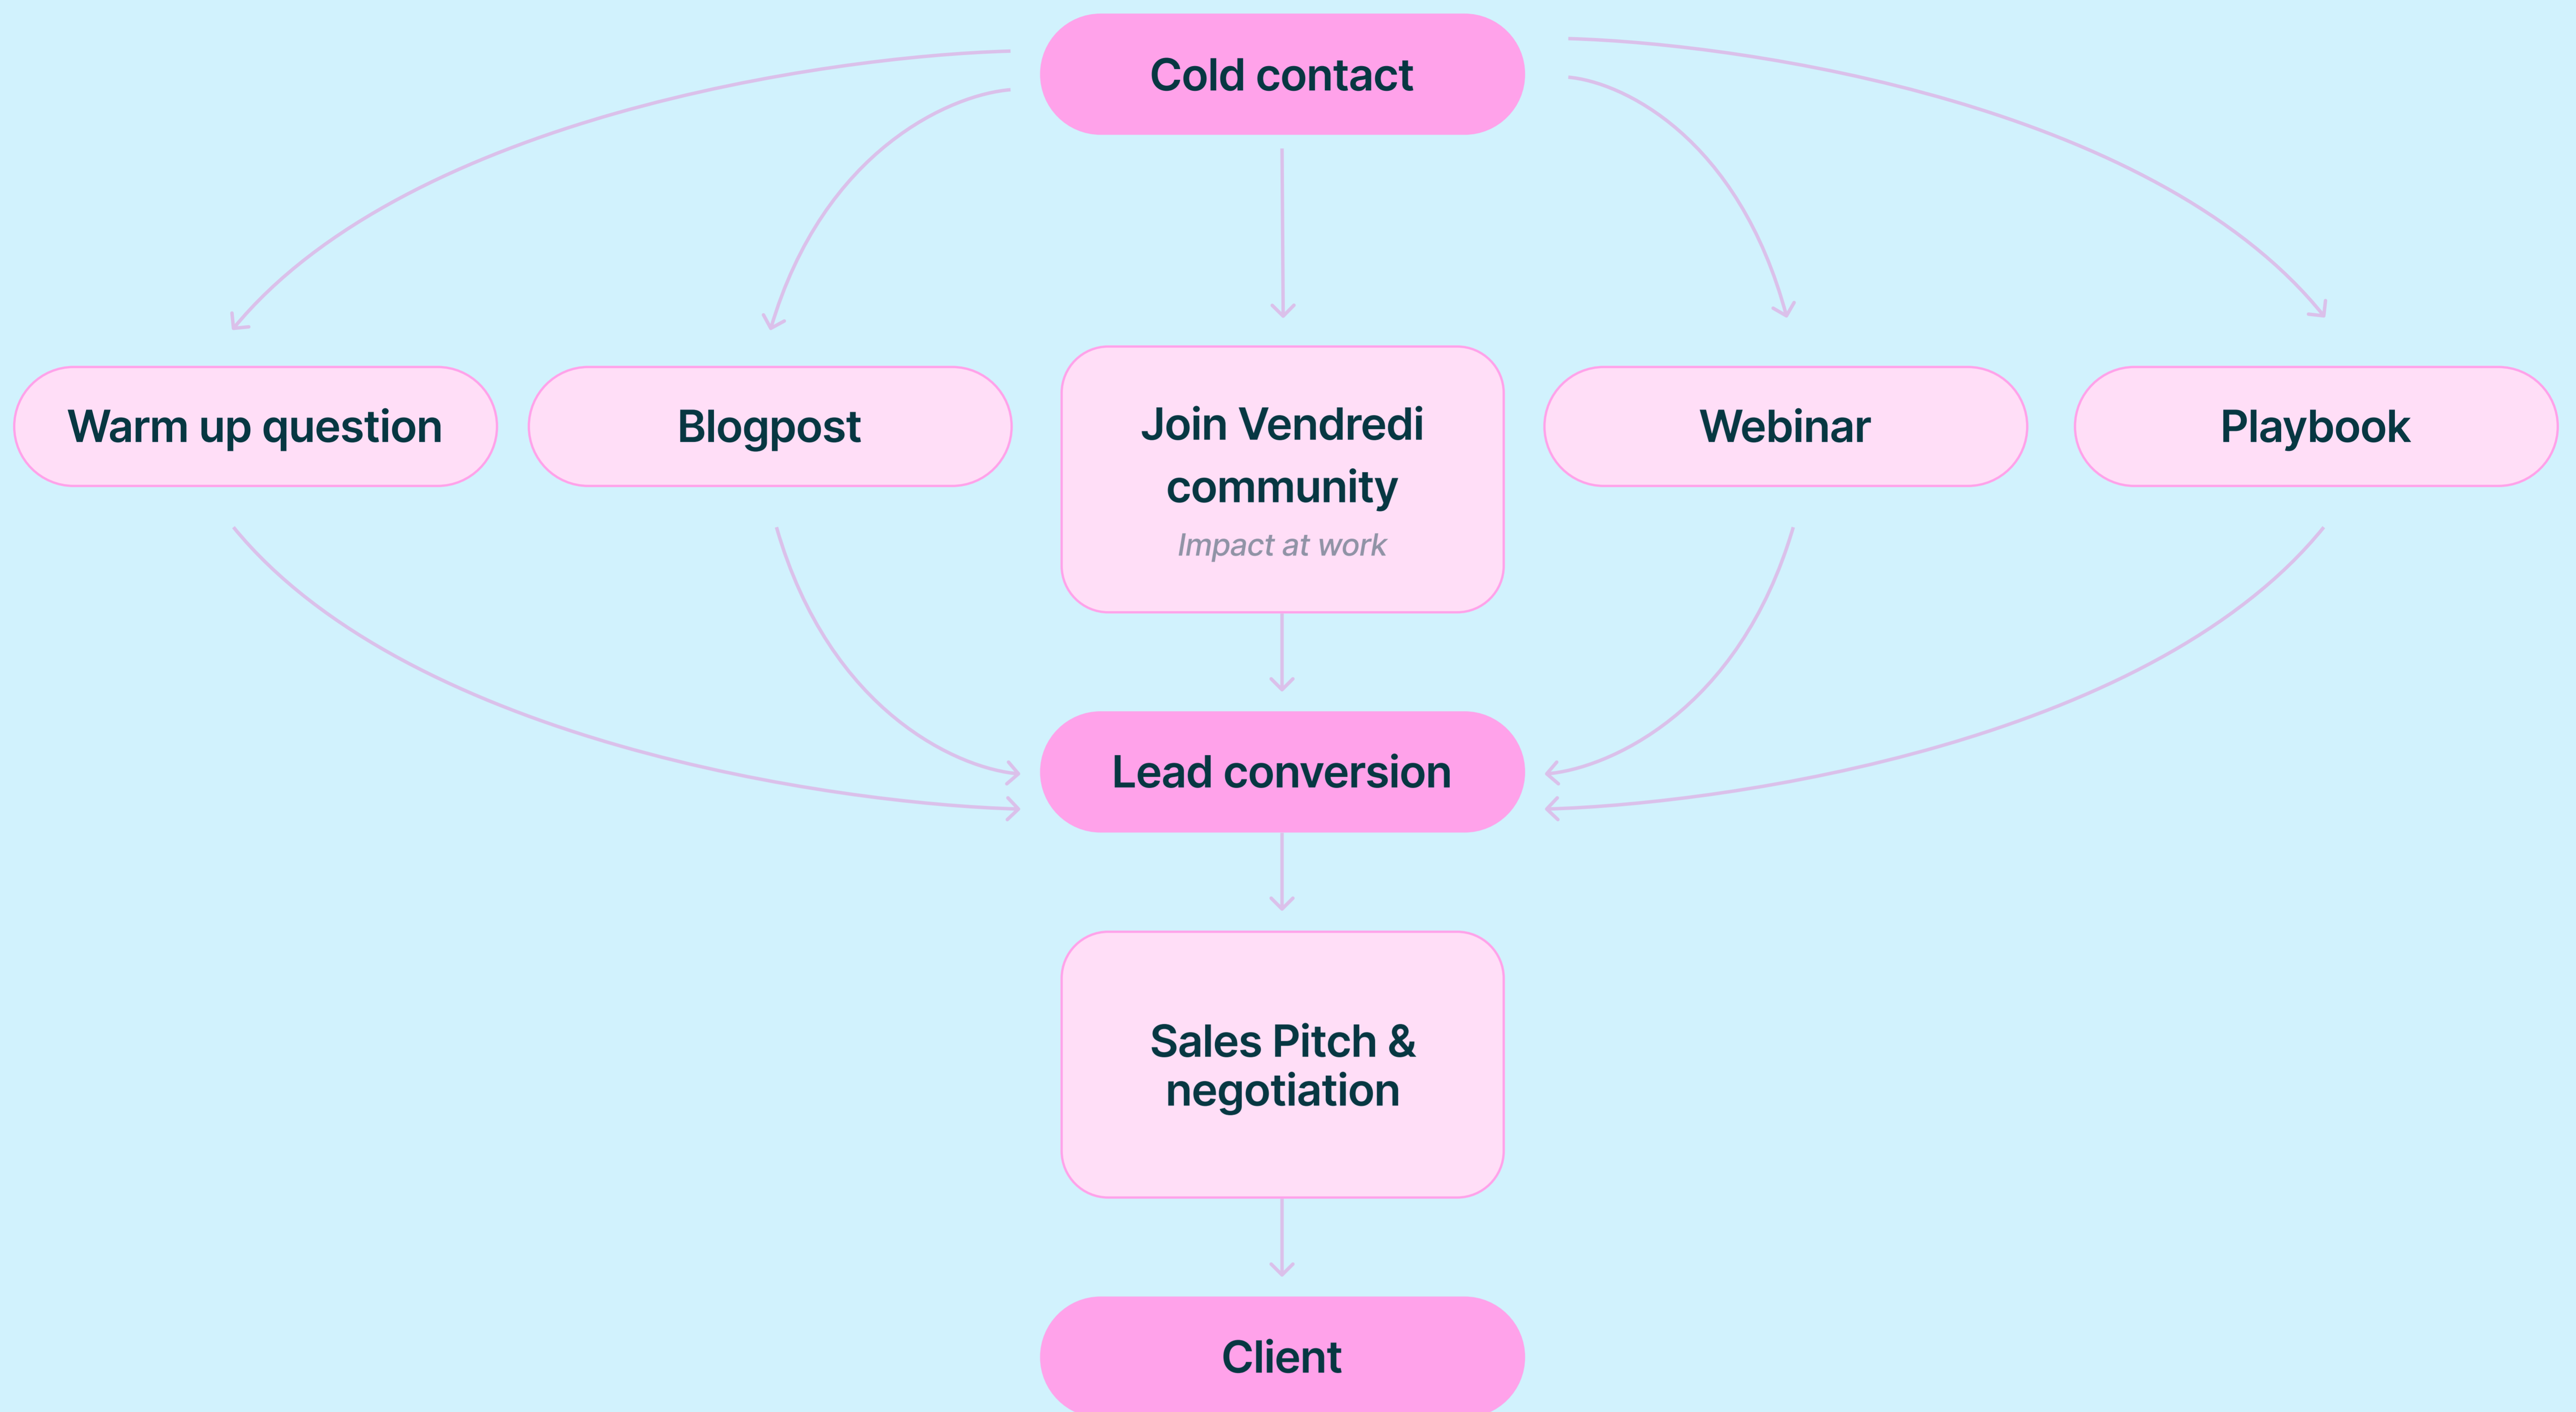 Cold contact
Warm up question
Blogpost
Join Vendredi
community
Impact at work
Webinar
Playbook
Lead conversion
Sales Pitch &
negotiation
Client